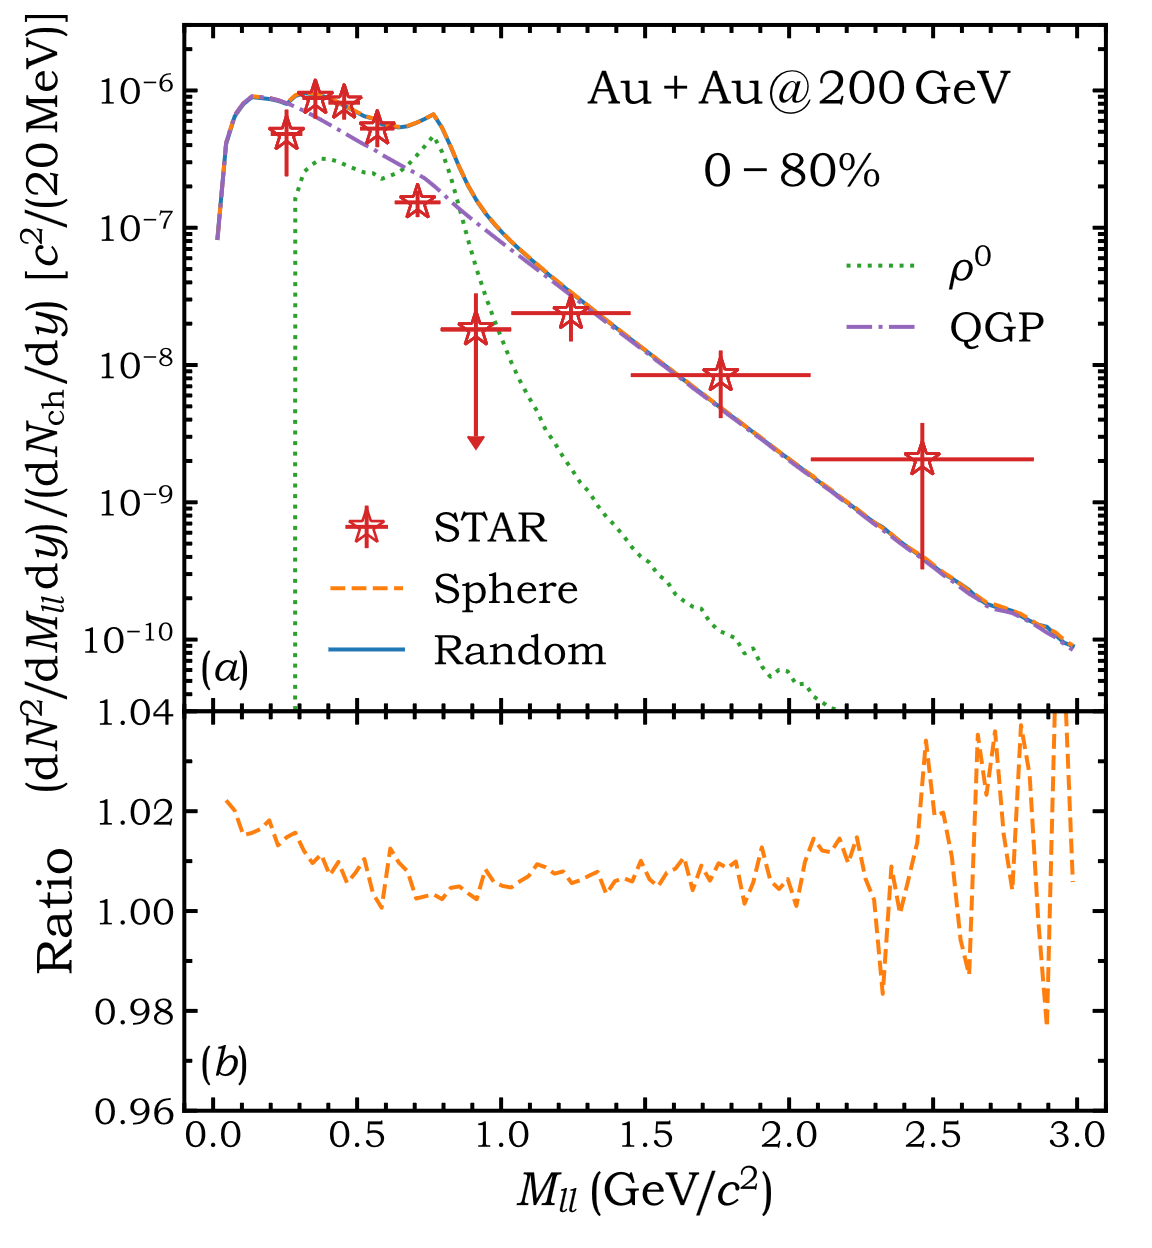 (dN²/dM_ll dy)/(dN_ch/dy) [c²/(20 MeV)]
Au + Au@200 GeV
0 − 80%
10⁻⁶
10⁻⁷
10⁻⁸
10⁻⁹
10⁻¹⁰
ρ⁰
QGP
STAR
Sphere
Random
(a)
Ratio
1.04
1.02
1.00
0.98
0.96
(b)
0.0 0.5 1.0 1.5 2.0 2.5 3.0
M_ll (GeV/c²)